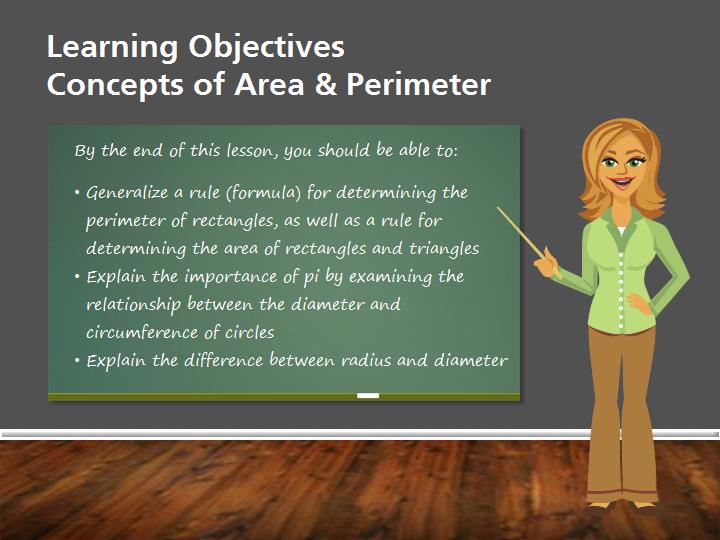 Learning Objectives
Concepts of Area & Perimeter
By the end of this lesson, you should be able to:
• Generalize a rule (formula) for determining the
perimeter of rectangles, as well as a rule for
determining the area of rectangles and triangles
• Explain the importance of pi by examining the
relationship between the diameter and
circumference of circles
• Explain the difference between radius and diameter